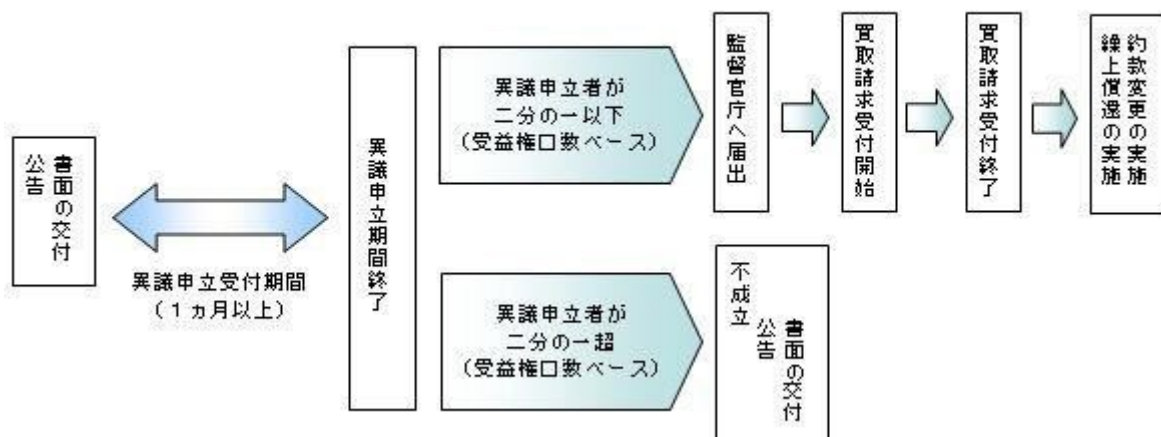 書面の交付
公告
異議申立受付期間
（１ヵ月以上）
異議申立期間終了
異議申立者が
二分の一以下
（受益権口数ベース）
監督官庁へ届出
買取請求受付開始
買取請求受付終了
約款変更の実施
繰上償還の実施
異議申立者が
二分の一超
（受益権口数ベース）
書面の交付
公告
不成立